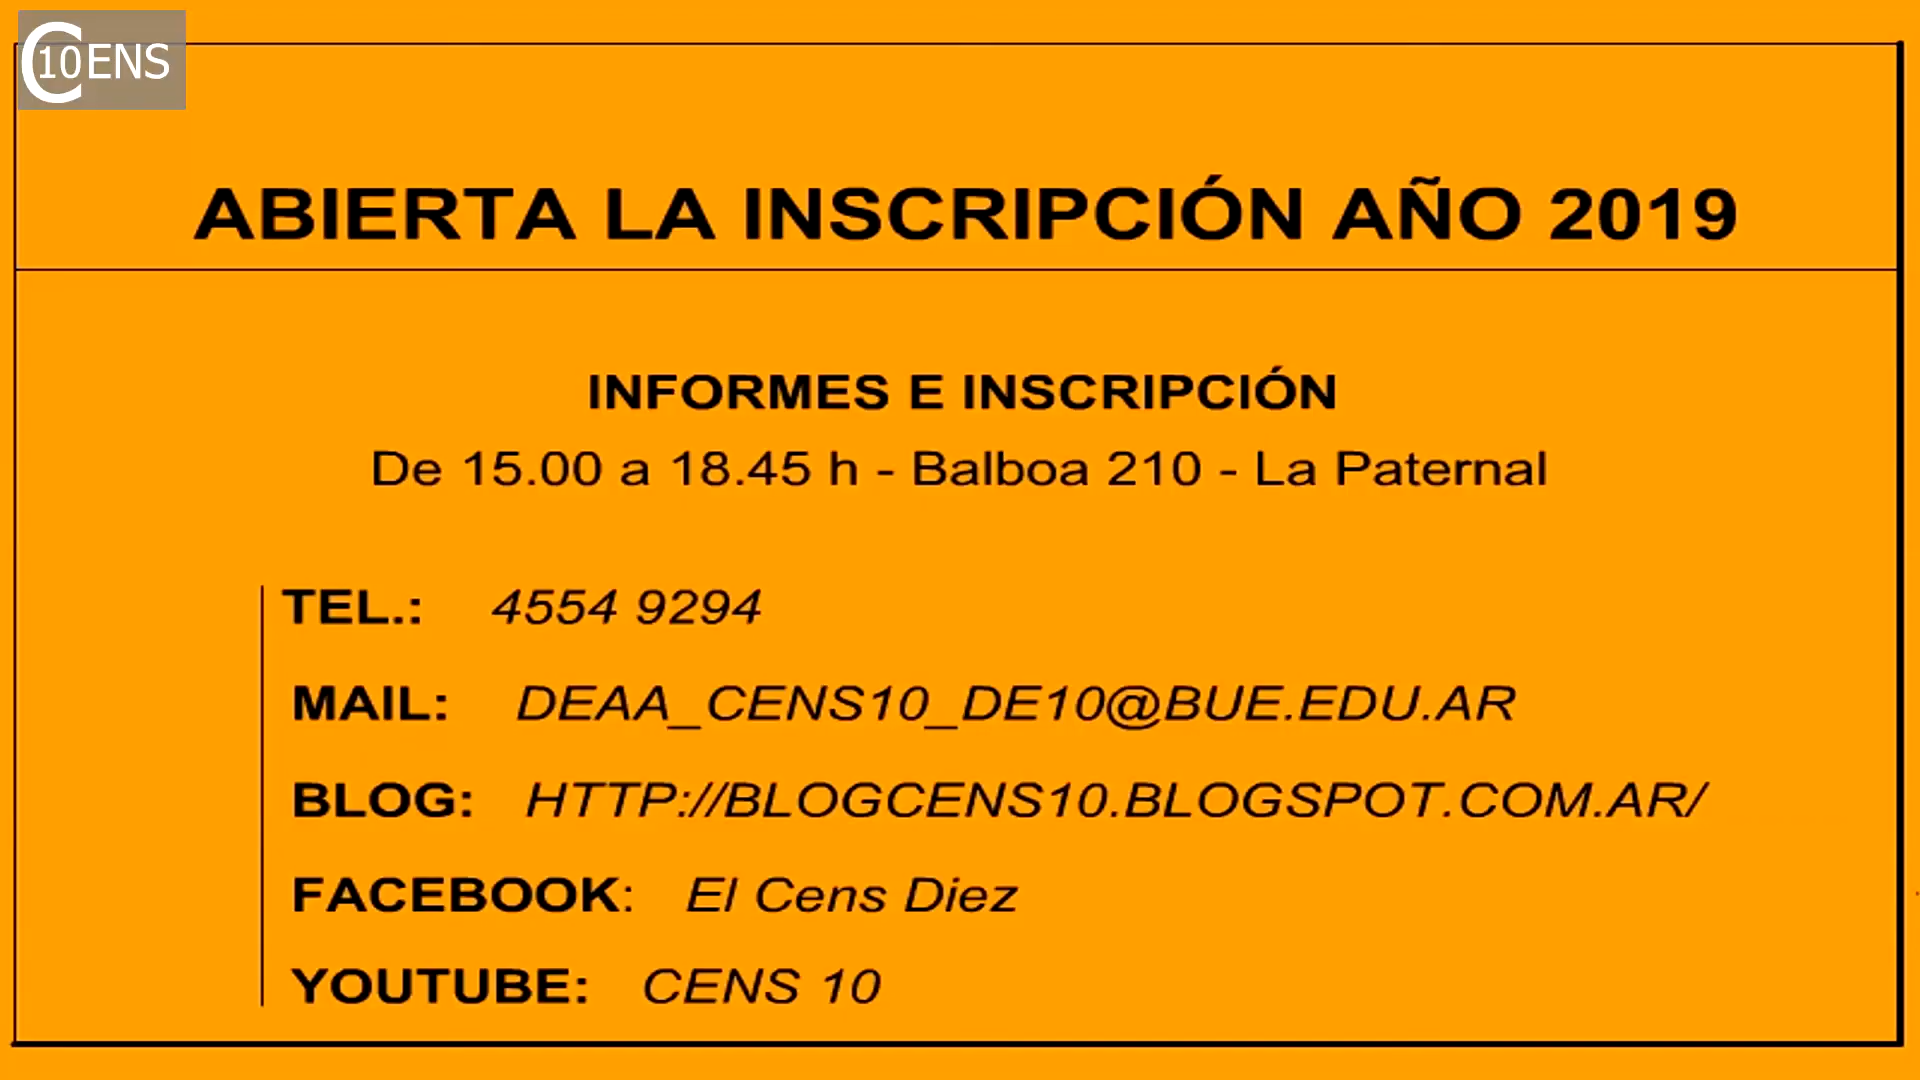 C10ENS
ABIERTA LA INSCRIPCIÓN AÑO 2019
INFORMES E INSCRIPCIÓN
De 15.00 a 18.45 h - Balboa 210 - La Paternal
TEL.: 4554 9294
MAIL: DEAA_CENS10_DE10@BUE.EDU.AR
BLOG: HTTP://BLOGCENS10.BLOGSPOT.COM.AR/
FACEBOOK: El Cens Diez
YOUTUBE: CENS 10